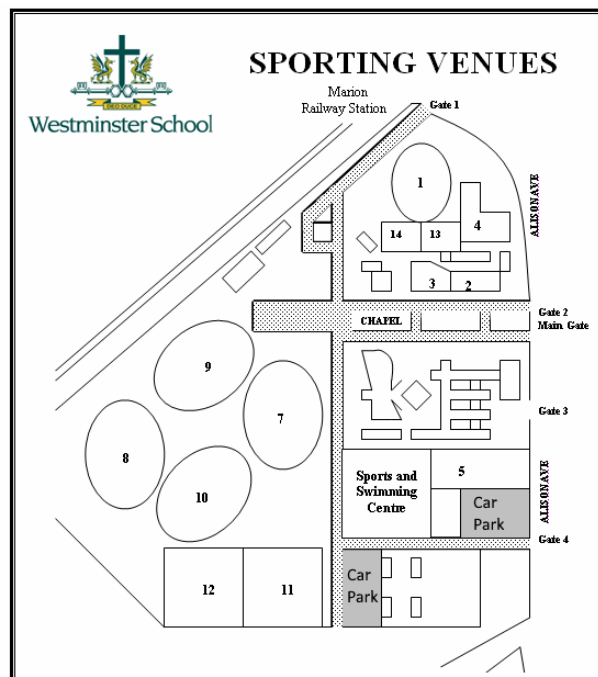 SPORTING VENUES
DEO DUCE
Westminster School
Marion
Railway Station
Gate 1
1
ALISON AVE
14
13
4
3
2
Gate 2
CHAPEL
Main Gate
9
7
Gate 3
8
5
Sports and
Swimming
Centre
Car
Park
ALISON AVE
10
Gate 4
Car
Park
12
11